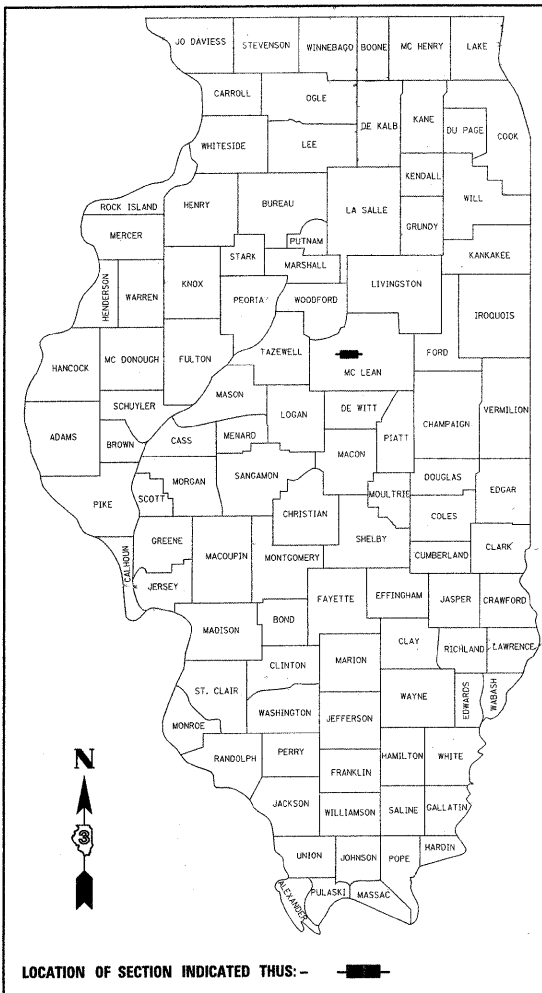 JO DAVIESS STEVENSON WINNEBAGO BOONE MC HENRY LAKE
CARROLL OGLE
DE KALB KANE DU PAGE COOK
WHITESIDE LEE
KENDALL
ROCK ISLAND HENRY BUREAU LA SALLE WILL
MERCER PUTNAM GRUNDY
STARK MARSHALL KANKAKEE
HENDERSON WARREN KNOX PEORIA WOODFORD LIVINGSTON
IROQUOIS
HANCOCK MC DONOUGH FULTON TAZEWELL MC LEAN FORD
MASON
SCHUYLER LOGAN DE WITT VERMILION
ADAMS BROWN CASS MENARD PIATT CHAMPAIGN
MACON
MORGAN SANGAMON DOUGLAS
PIKE SCOTT MOULTRIE EDGAR
CHRISTIAN COLES
GREENE SHELBY
CALHOUN MACOUPIN MONTGOMERY CUMBERLAND CLARK
JERSEY
FAYETTE EFFINGHAM JASPER CRAWFORD
MADISON BOND
CLAY RICHLAND LAWRENCE
CLINTON MARION
ST. CLAIR WAYNE EDWARDS WABASH
WASHINGTON JEFFERSON
MONROE
RANDOLPH PERRY HAMILTON WHITE
N FRANKLIN
JACKSON WILLIAMSON SALINE GALLATIN
3
UNION JOHNSON POPE HARDIN
ALEXANDER PULASKI MASSAC
LOCATION OF SECTION INDICATED THUS: -